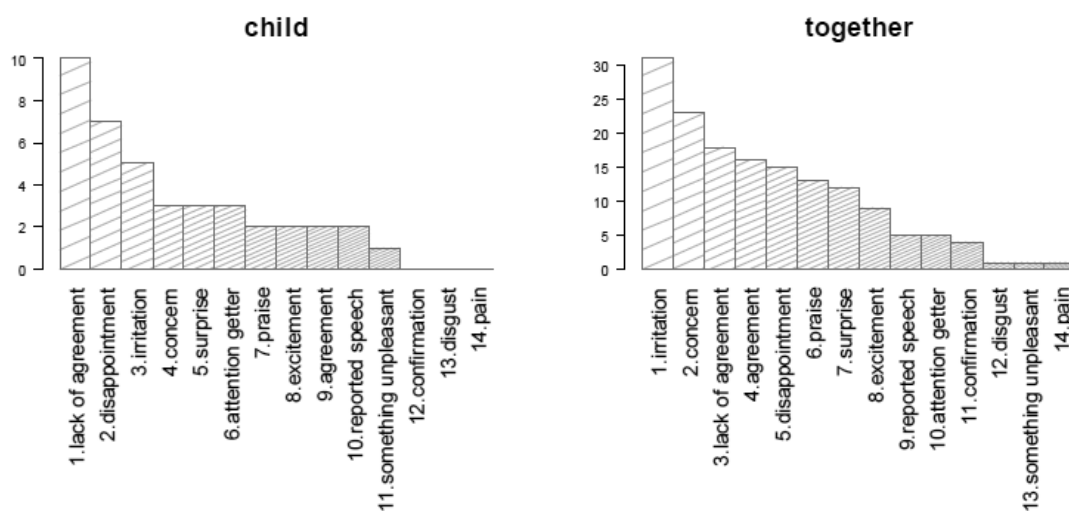 child
10
8
6
4
2
0
1.lack of agreement
2.disappointment
3.irritation
4.concern
5.surprise
6.attention getter
7.praise
8.excitement
9.agreement
10.reported speech
11.something unpleasant
12.confirmation
13.disgust
14.pain
together
30
25
20
15
10
5
0
1.irritation
2.concern
3.lack of agreement
4.agreement
5.disappointment
6.praise
7.surprise
8.excitement
9.reported speech
10.attention getter
11.confirmation
12.disgust
13.something unpleasant
14.pain